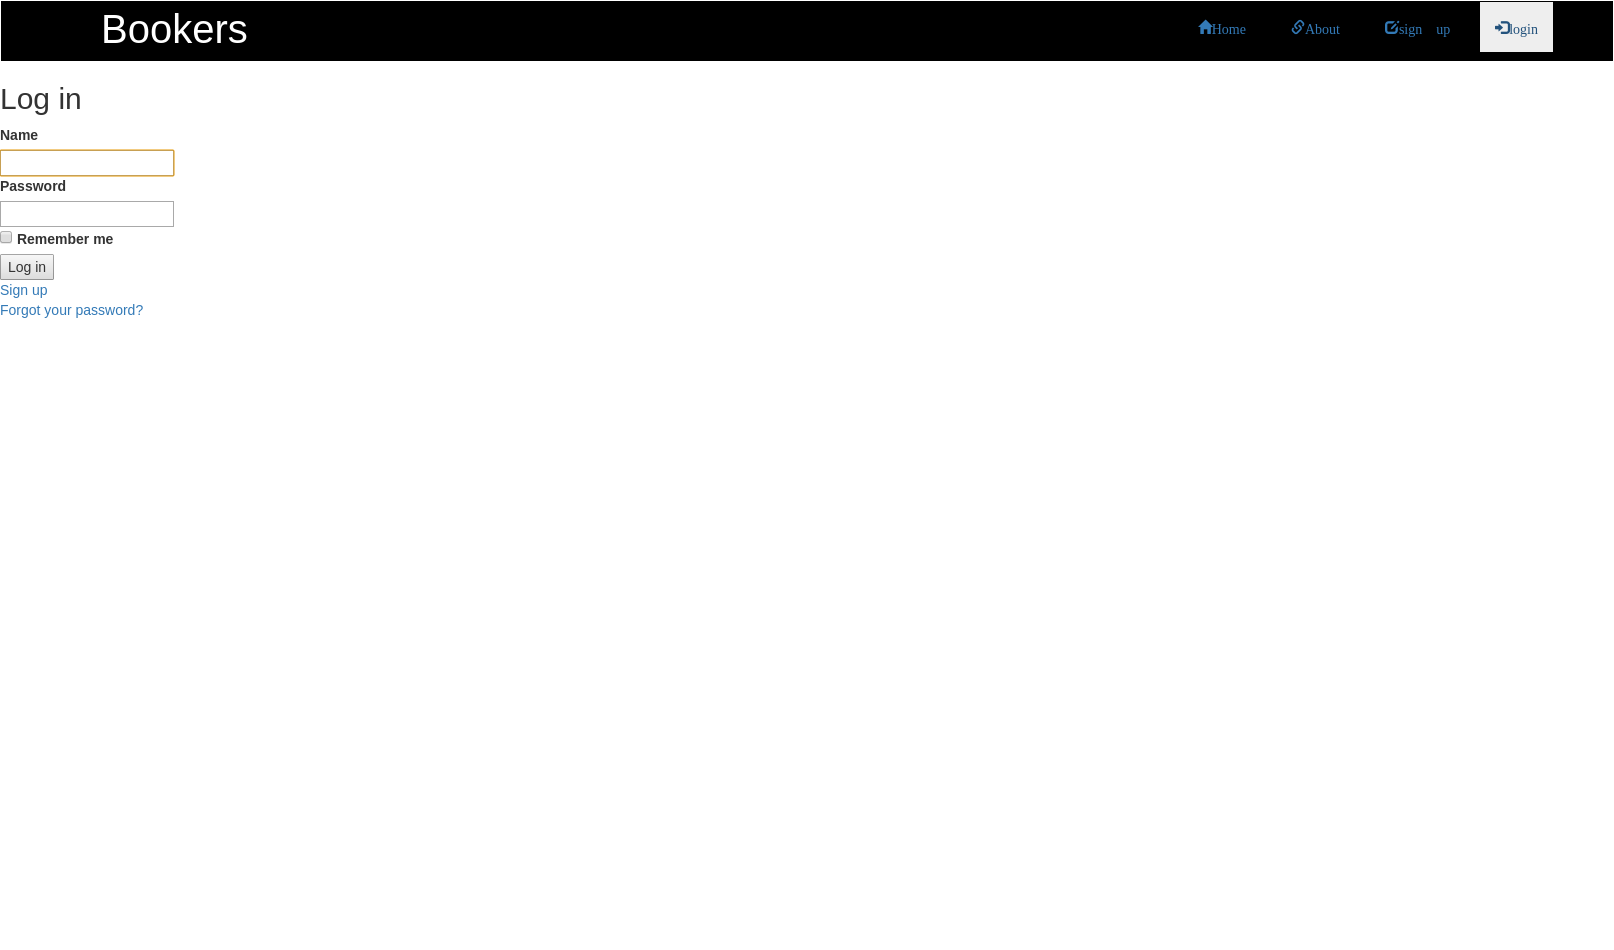 Bookers
Home About sign up login
Log in
Name
Password
Remember me
Log in
Sign up
Forgot your password?